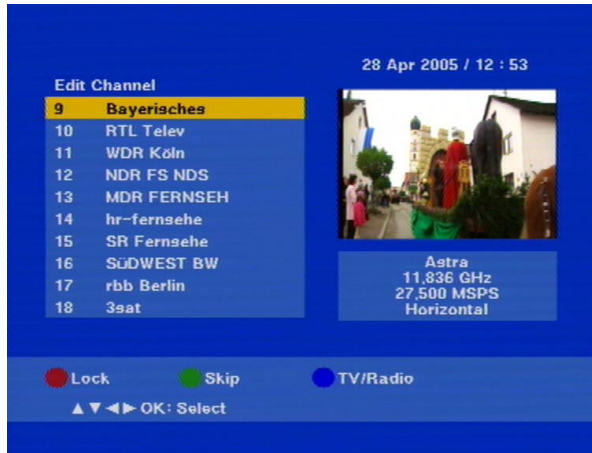 28 Apr 2005 / 12 : 53
Edit Channel
9 Bayerisches
10 RTL Telev
11 WDR Köln
12 NDR FS NDS
13 MDR FERNSEH
14 hr-fernsehe
15 SR Fernsehe
16 SüDWEST BW
17 rbb Berlin
18 3sat
Astra
11,836 GHz
27,500 MSPS
Horizontal
Lock Skip TV/Radio
▲▼◀▶ OK: Select